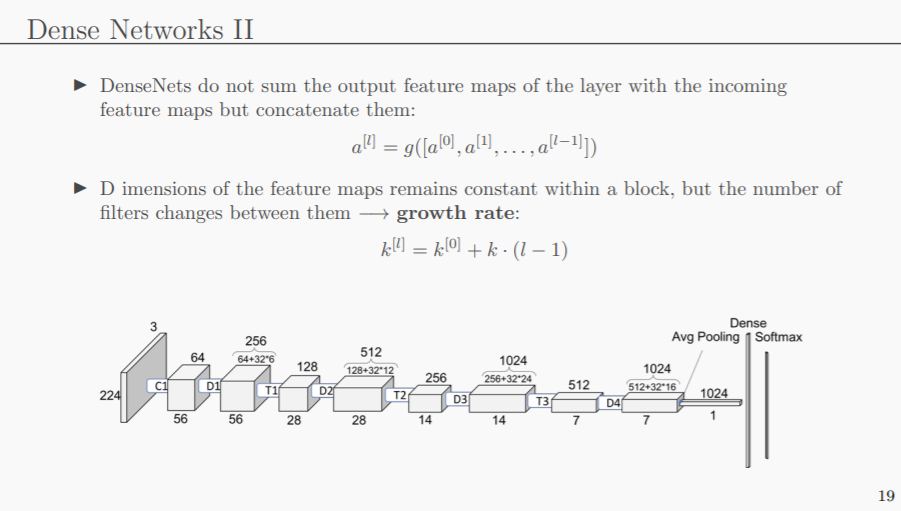 Dense Networks II
▶ DenseNets do not sum the output feature maps of the layer with the incoming
feature maps but concatenate them:
a^[l] = g([a^[0], a^[1], . . . , a^[l−1]])
▶ D imensions of the feature maps remains constant within a block, but the number of
filters changes between them ⟶ growth rate:
k^[l] = k^[0] + k · (l − 1)
3
224
C1
64
56
D1
256
64+32*6
56
T1
128
28
D2
512
128+32*12
28
T2
256
14
D3
1024
256+32*24
14
T3
512
7
D4
1024
512+32*16
7
Avg Pooling
1024
1
Dense
Softmax
19